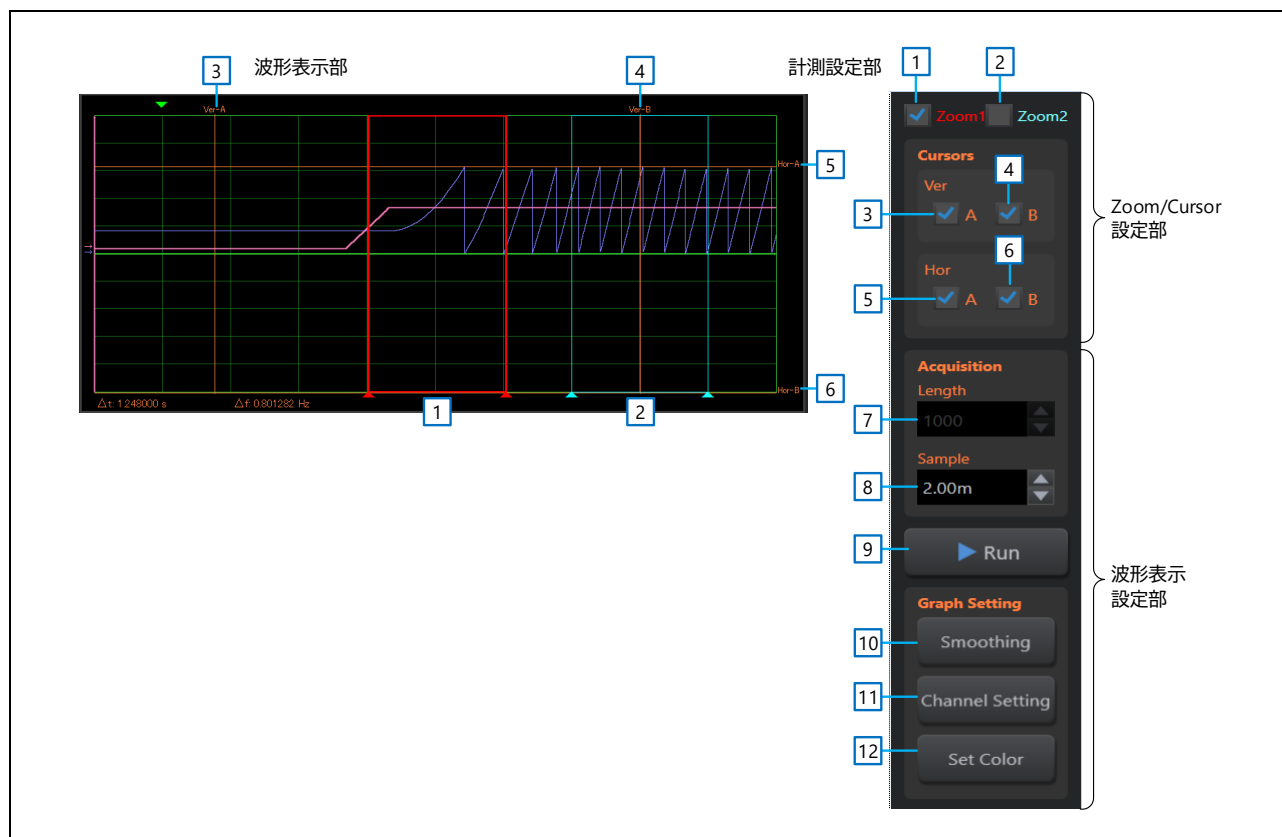 波形表示部
計測設定部
1
2
3
4
Ver-A
Ver-B
Hor-A
5
Hor-B
6
Δt: 1.248000 s
Δf: 0.801282 Hz
1
2
Zoom1
Zoom2
Cursors
Ver
4
3
A
B
6
Hor
5
A
B
Zoom/Cursor
設定部
Acquisition
Length
7
1000
Sample
8
2.00m
9
Run
波形表示
設定部
Graph Setting
10
Smoothing
11
Channel Setting
12
Set Color